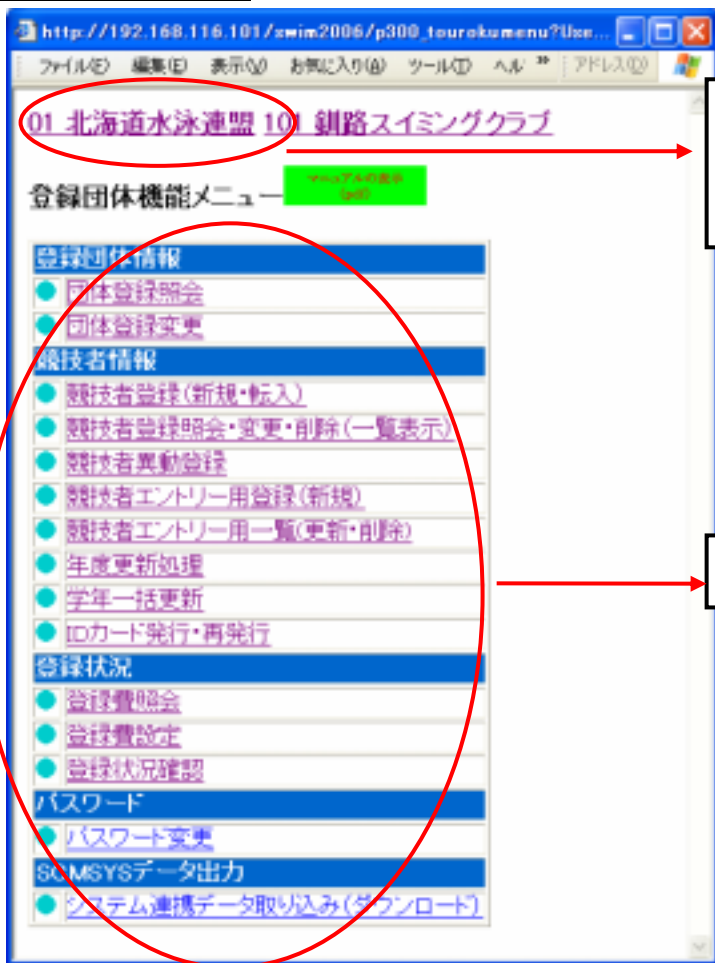 http://192.168.116.101/swim2006/p300_tourokumenu?Use...
ファイル(F) 編集(E) 表示(V) お気に入り(A) ツール(T) ヘル » アドレス(D)
01 北海道水泳連盟 101 釧路スイミングクラブ
登録団体機能メニュー マニュアルの表示
(pdf)
登録団体情報
団体登録照会
団体登録変更
競技者情報
競技者登録(新規・転入)
競技者登録照会・変更・削除(一覧表示)
競技者異動登録
競技者エントリー用登録(新規)
競技者エントリー用一覧(更新・削除)
年度更新処理
学年一括更新
IDカード発行・再発行
登録状況
登録費照会
登録費設定
登録状況確認
パスワード
パスワード変更
SCMSYSデータ出力
システム連携データ取り込み(ダウンロード)